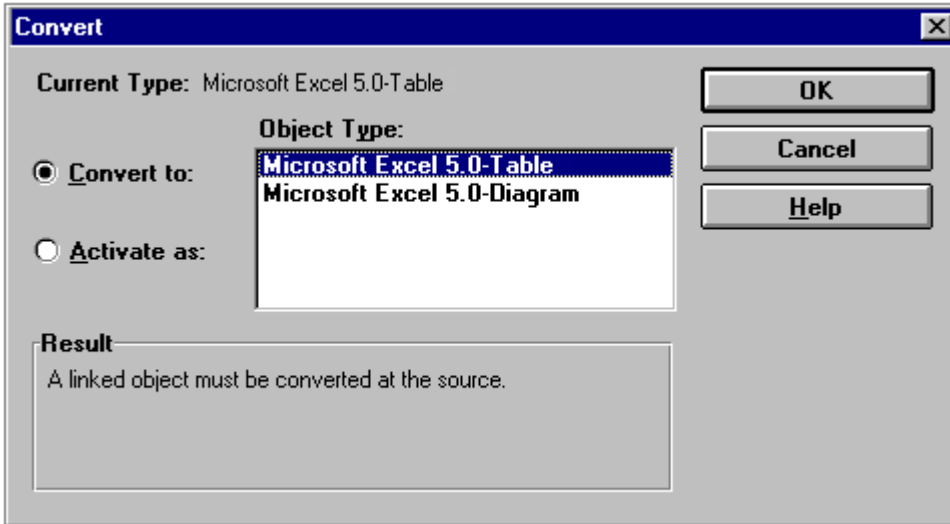 Convert
Current Type: Microsoft Excel 5.0-Table
OK
Object Type:
Cancel
Convert to:
Microsoft Excel 5.0-Table
Microsoft Excel 5.0-Diagram
Help
Activate as:
Result
A linked object must be converted at the source.